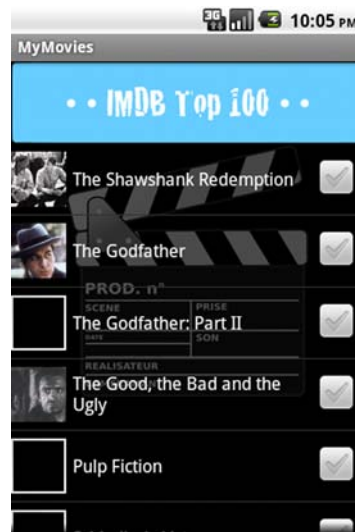 3G 10:05 PM
MyMovies
• • IMDB Top 100 • •
The Shawshank Redemption
The Godfather
PROD. n°
SCENE PRISE
The Godfather: Part II
DATE SON
REALISATEUR
The Good, the Bad and the
Ugly
Pulp Fiction